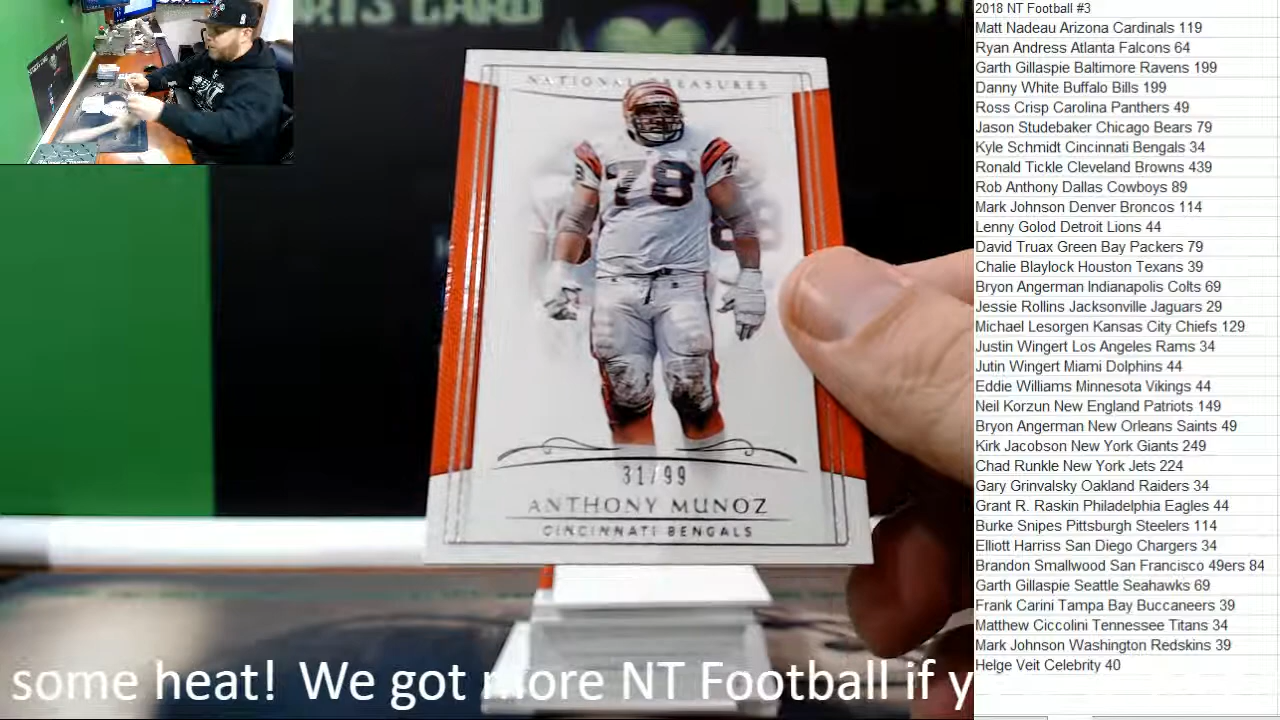 RTS CARD INVEST
NATIONAL TREASURES
78
31/99
ANTHONY MUNOZ
CINCINNATI BENGALS
some heat! We got more NT Football if y
2018 NT Football #3
Matt Nadeau Arizona Cardinals 119
Ryan Andress Atlanta Falcons 64
Garth Gillaspie Baltimore Ravens 199
Danny White Buffalo Bills 199
Ross Crisp Carolina Panthers 49
Jason Studebaker Chicago Bears 79
Kyle Schmidt Cincinnati Bengals 34
Ronald Tickle Cleveland Browns 439
Rob Anthony Dallas Cowboys 89
Mark Johnson Denver Broncos 114
Lenny Golod Detroit Lions 44
David Truax Green Bay Packers 79
Chalie Blaylock Houston Texans 39
Bryon Angerman Indianapolis Colts 69
Jessie Rollins Jacksonville Jaguars 29
Michael Lesorgen Kansas City Chiefs 129
Justin Wingert Los Angeles Rams 34
Jutin Wingert Miami Dolphins 44
Eddie Williams Minnesota Vikings 44
Neil Korzun New England Patriots 149
Bryon Angerman New Orleans Saints 49
Kirk Jacobson New York Giants 249
Chad Runkle New York Jets 224
Gary Grinvalsky Oakland Raiders 34
Grant R. Raskin Philadelphia Eagles 44
Burke Snipes Pittsburgh Steelers 114
Elliott Harriss San Diego Chargers 34
Brandon Smallwood San Francisco 49ers 84
Garth Gillaspie Seattle Seahawks 69
Frank Carini Tampa Bay Buccaneers 39
Matthew Ciccolini Tennessee Titans 34
Mark Johnson Washington Redskins 39
Helge Veit Celebrity 40